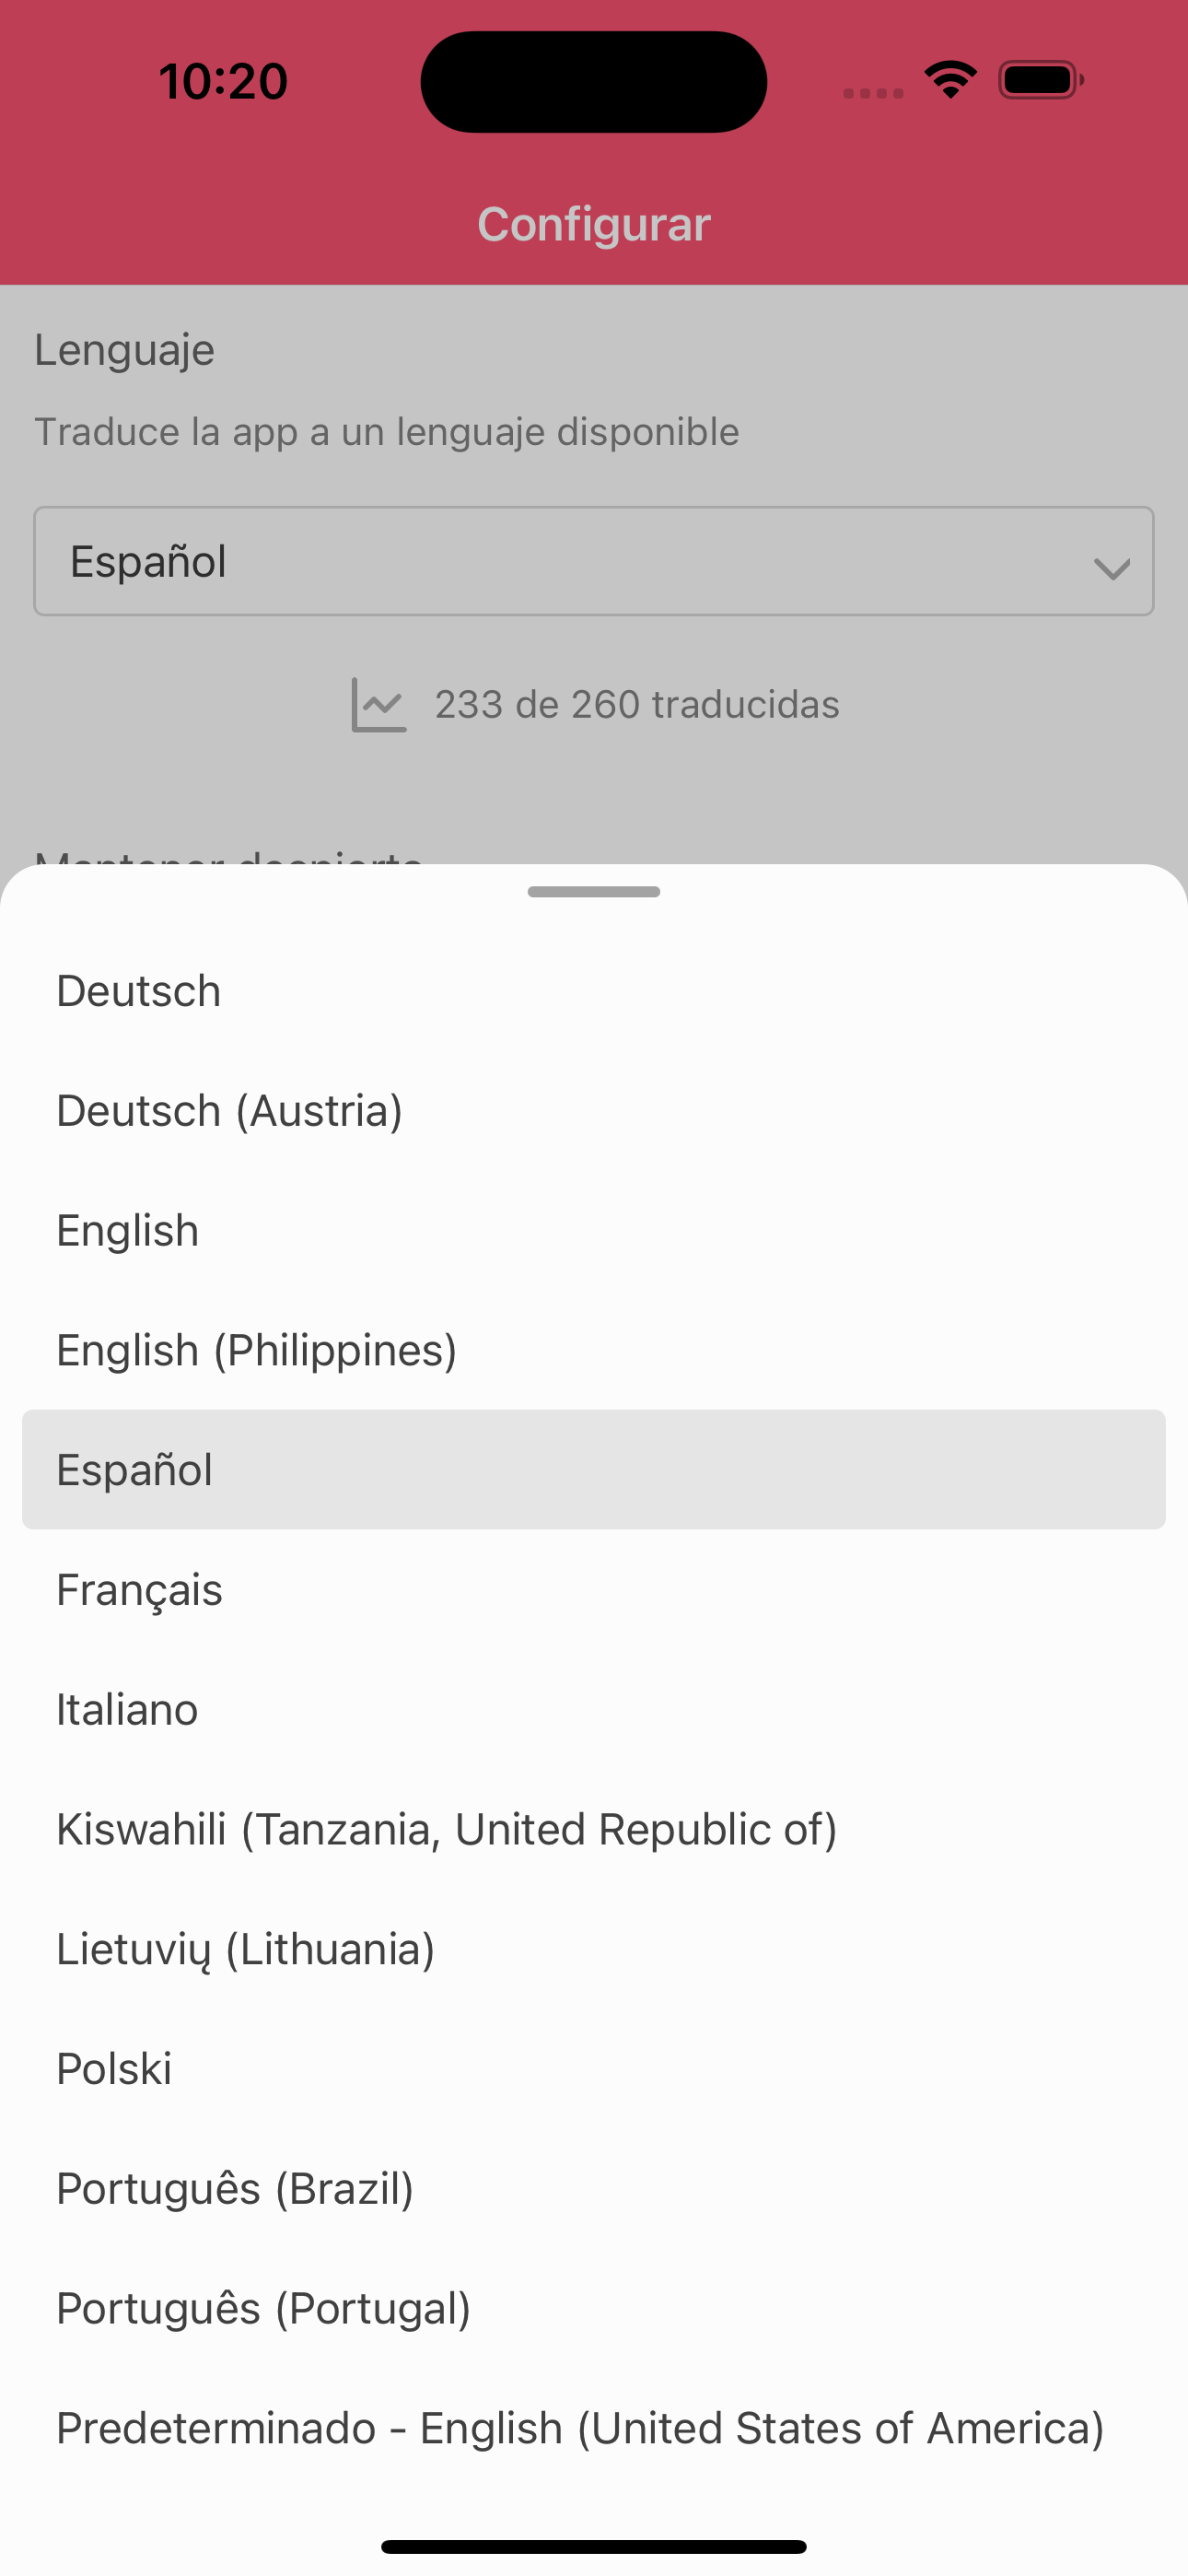 10:20
Configurar
Lenguaje
Traduce la app a un lenguaje disponible
Español
233 de 260 traducidas
Mantener despierto
Deutsch
Deutsch (Austria)
English
English (Philippines)
Español
Français
Italiano
Kiswahili (Tanzania, United Republic of)
Lietuvių (Lithuania)
Polski
Português (Brazil)
Português (Portugal)
Predeterminado - English (United States of America)